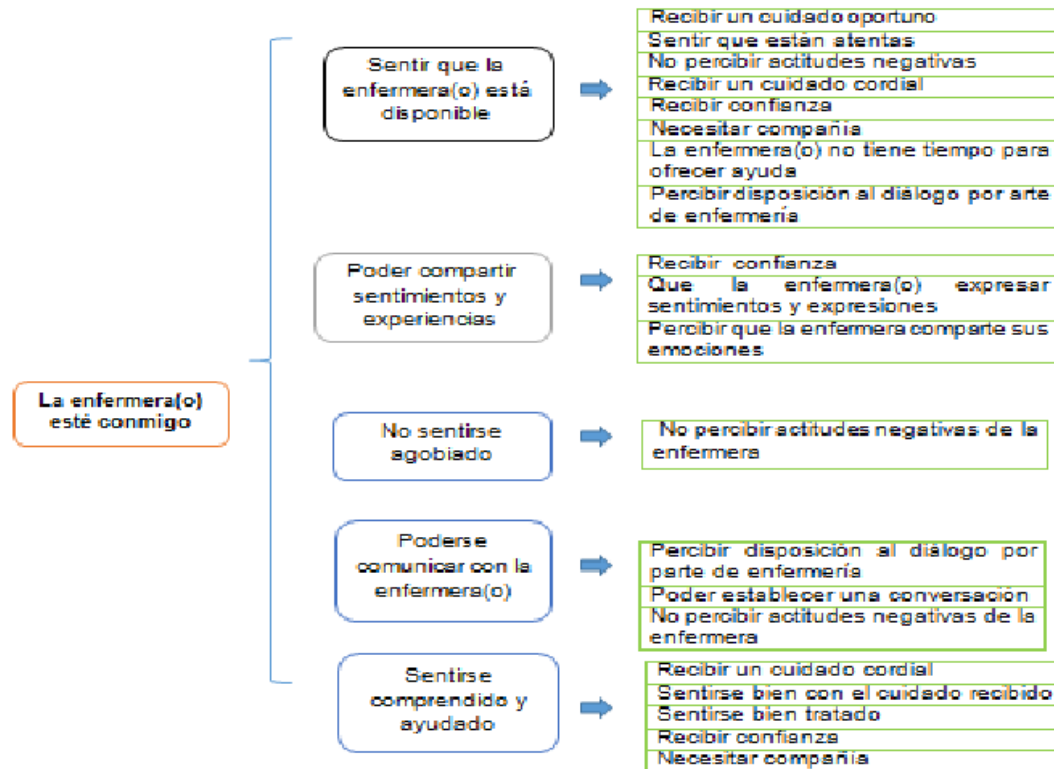 La enfermera(o)
esté conmigo
Sentir que la
enfermera(o) está
disponible
Recibir un cuidado oportuno
Sentir que están atentas
No percibir actitudes negativas
Recibir un cuidado cordial
Recibir confianza
Necesitar compañía
La enfermera(o) no tiene tiempo para
ofrecer ayuda
Percibir disposición al diálogo por arte
de enfermería
Poder compartir
sentimientos y
experiencias
Recibir confianza
Que la enfermera(o) expresar
sentimientos y expresiones
Percibir que la enfermera comparte sus
emociones
No sentirse
agobiado
No percibir actitudes negativas de la
enfermera
Poderse
comunicar con la
enfermera(o)
Percibir disposición al diálogo por
parte de enfermería
Poder establecer una conversación
No percibir actitudes negativas de la
enfermera
Sentirse
comprendido y
ayudado
Recibir un cuidado cordial
Sentirse bien con el cuidado recibido
Sentirse bien tratado
Recibir confianza
Necesitar compañía